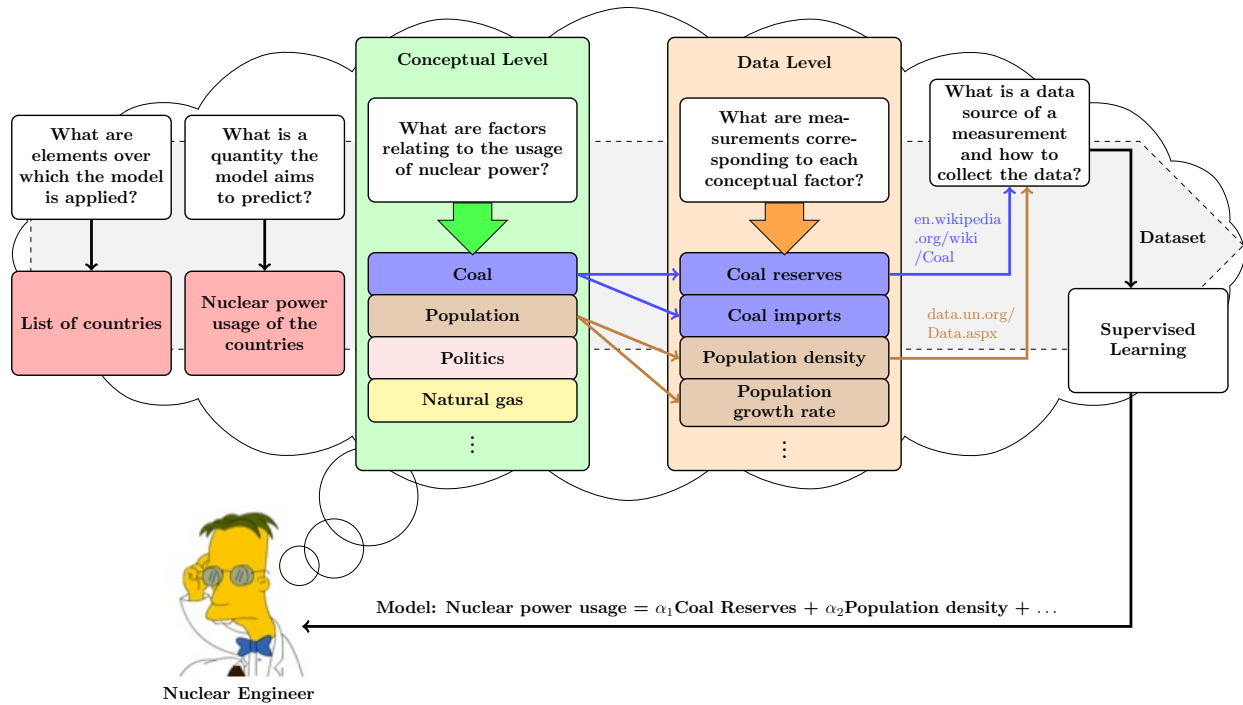 What are
elements over
which the model
is applied?
List of countries
What is a
quantity the
model aims
to predict?
Nuclear power
usage of the
countries
Conceptual Level
What are factors
relating to the usage
of nuclear power?
Coal
Population
Politics
Natural gas
⋮
Data Level
What are mea-
surements corre-
sponding to each
conceptual factor?
Coal reserves
Coal imports
Population density
Population
growth rate
⋮
What is a data
source of a
measurement
and how to
collect the data?
en.wikipedia
.org/wiki
/Coal
data.un.org/
Data.aspx
Dataset
Supervised
Learning
Model: Nuclear power usage = α₁Coal Reserves + α₂Population density + …
Nuclear Engineer